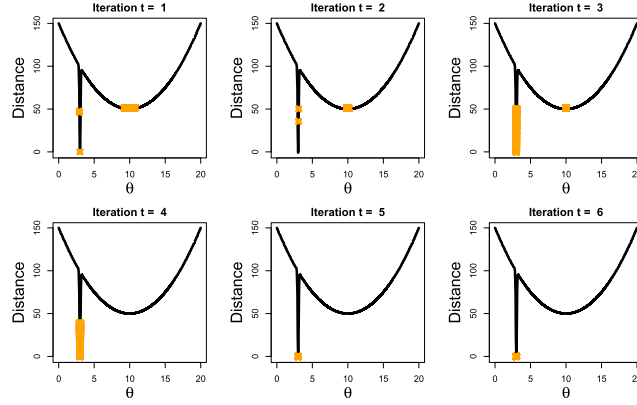 Iteration t = 1
Iteration t = 2
Iteration t = 3
Distance
0 50 100 150
0 5 10 15 20
θ
Distance
0 50 100 150
0 5 10 15 20
θ
Distance
0 50 100 150
0 5 10 15 20
θ
Iteration t = 4
Iteration t = 5
Iteration t = 6
Distance
0 50 100 150
0 5 10 15 20
θ
Distance
0 50 100 150
0 5 10 15 20
θ
Distance
0 50 100 150
0 5 10 15 20
θ